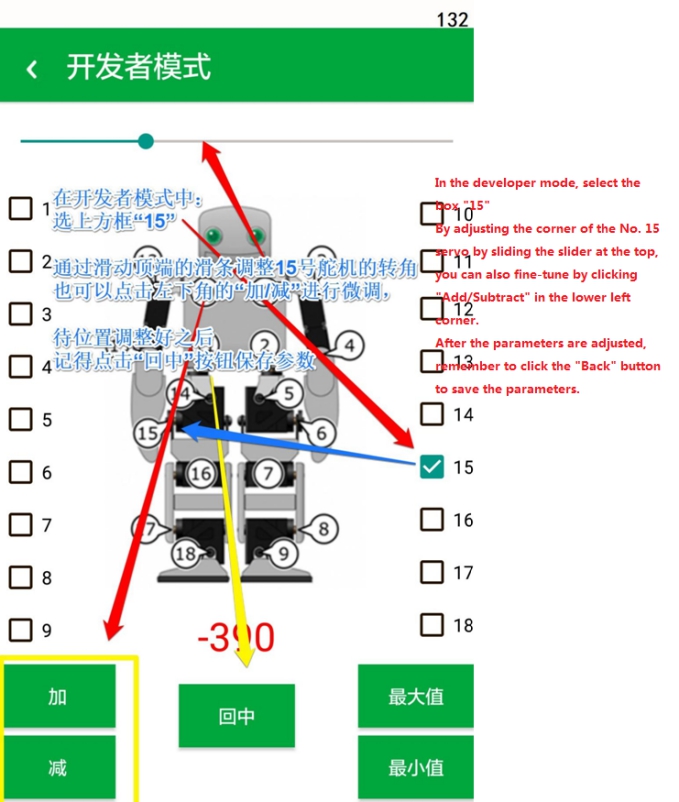 132
‹ 开发者模式
在开发者模式中；
选上方框“15”
通过滑动顶端的滑条调整15号舵机的转角
也可以点击左下角的“加/减”进行微调，
待位置调整好之后
记得点击“回中”按钮保存参数
In the developer mode, select the
box "15"
By adjusting the corner of the No. 15
servo by sliding the slider at the top,
you can also fine-tune by clicking
"Add/Subtract" in the lower left
corner.
After the parameters are adjusted,
remember to click the "Back" button
to save the parameters.
1
2
3
4
5
6
7
8
9
10
11
12
13
14
15
16
17
18
2
4
14
5
15
6
16
7
17
8
18
9
-390
加
减
回中
最大值
最小值